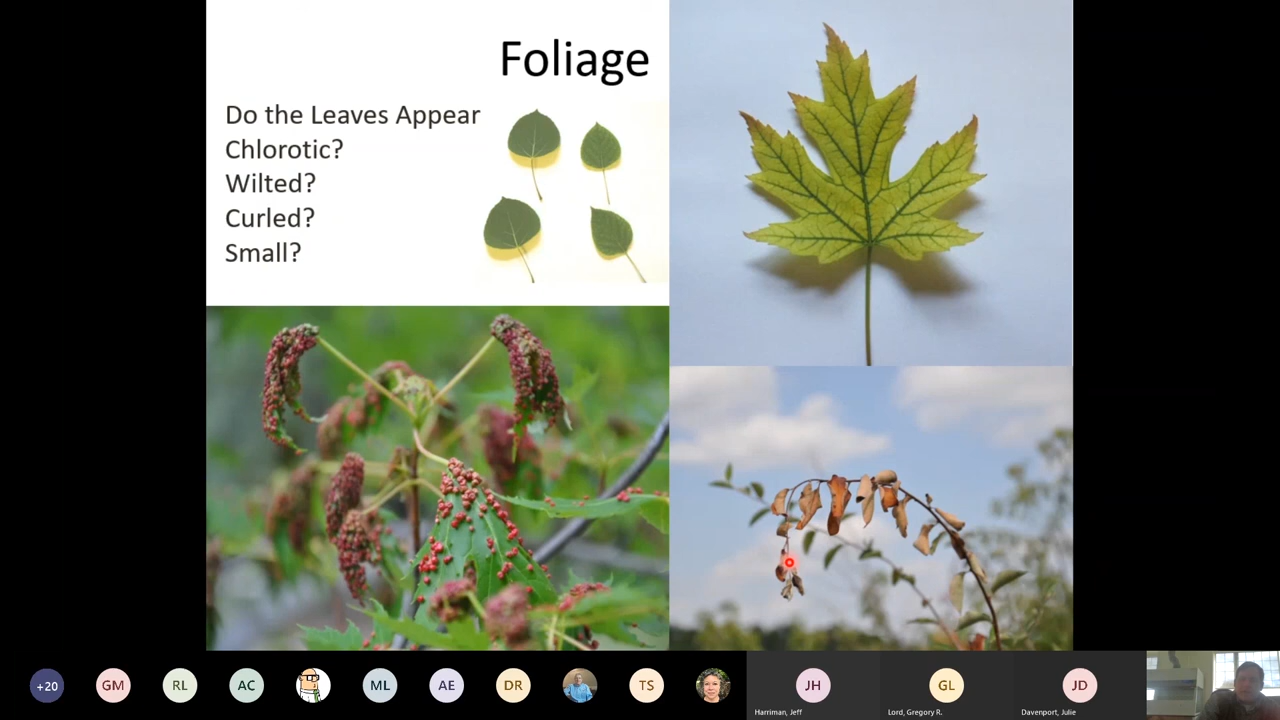 Foliage
Do the Leaves Appear
Chlorotic?
Wilted?
Curled?
Small?
+20
GM
RL
AC
ML
AE
DR
TS
JH
GL
JD
Harriman, Jeff
Lord, Gregory R.
Davenport, Julie